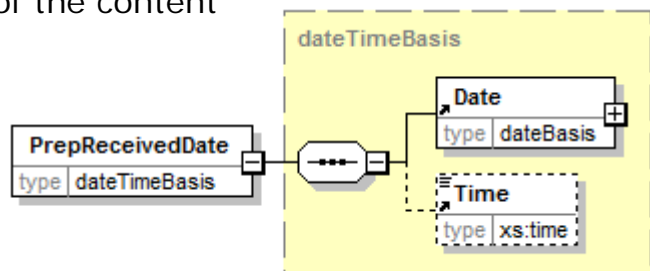 of the content
dateTimeBasis
Date
type dateBasis
PrepReceivedDate
type dateTimeBasis
Time
type xs:time